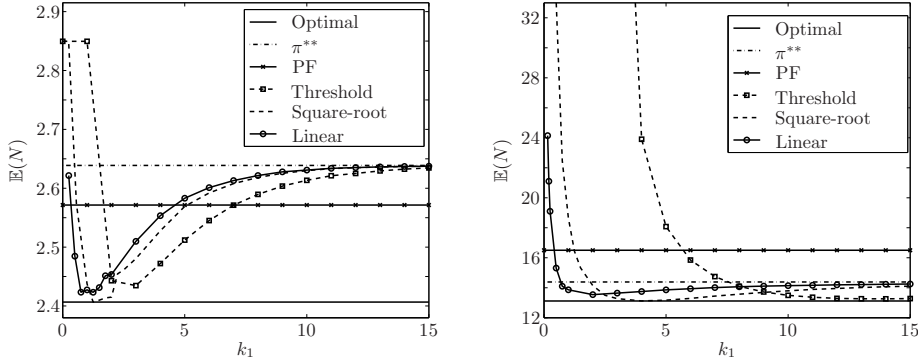 2.9
2.8
2.7
2.6
2.5
2.4
0
5
10
15
k₁
𝔼(N)
Optimal
π**
PF
Threshold
Square-root
Linear
32
28
24
20
16
12
0
5
10
15
k₁
𝔼(N)
Optimal
π**
PF
Threshold
Square-root
Linear